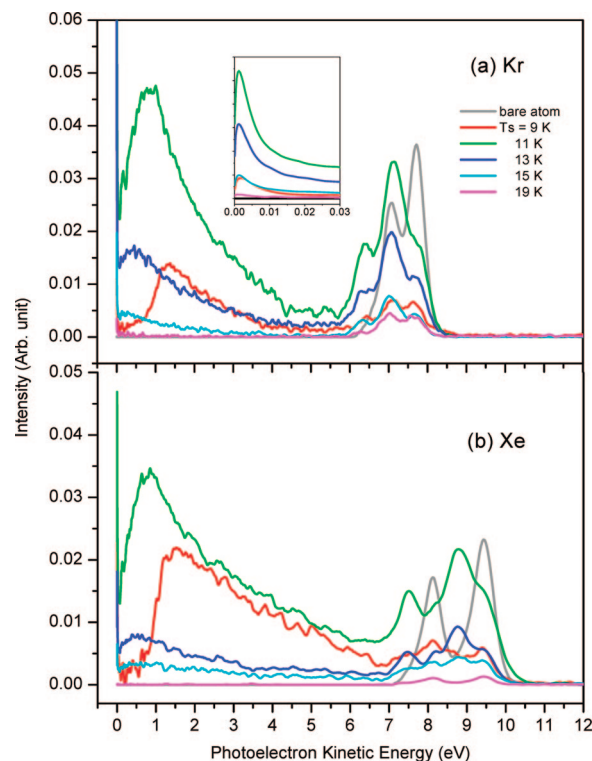 0.06
0.05
0.04
0.03
0.02
0.01
0.00
0.00 0.01 0.02 0.03
(a) Kr
bare atom
Ts = 9 K
11 K
13 K
15 K
19 K
Intensity (Arb. unit)
0.05
0.04
0.03
0.02
0.01
0.00
(b) Xe
0 1 2 3 4 5 6 7 8 9 10 11 12
Photoelectron Kinetic Energy (eV)